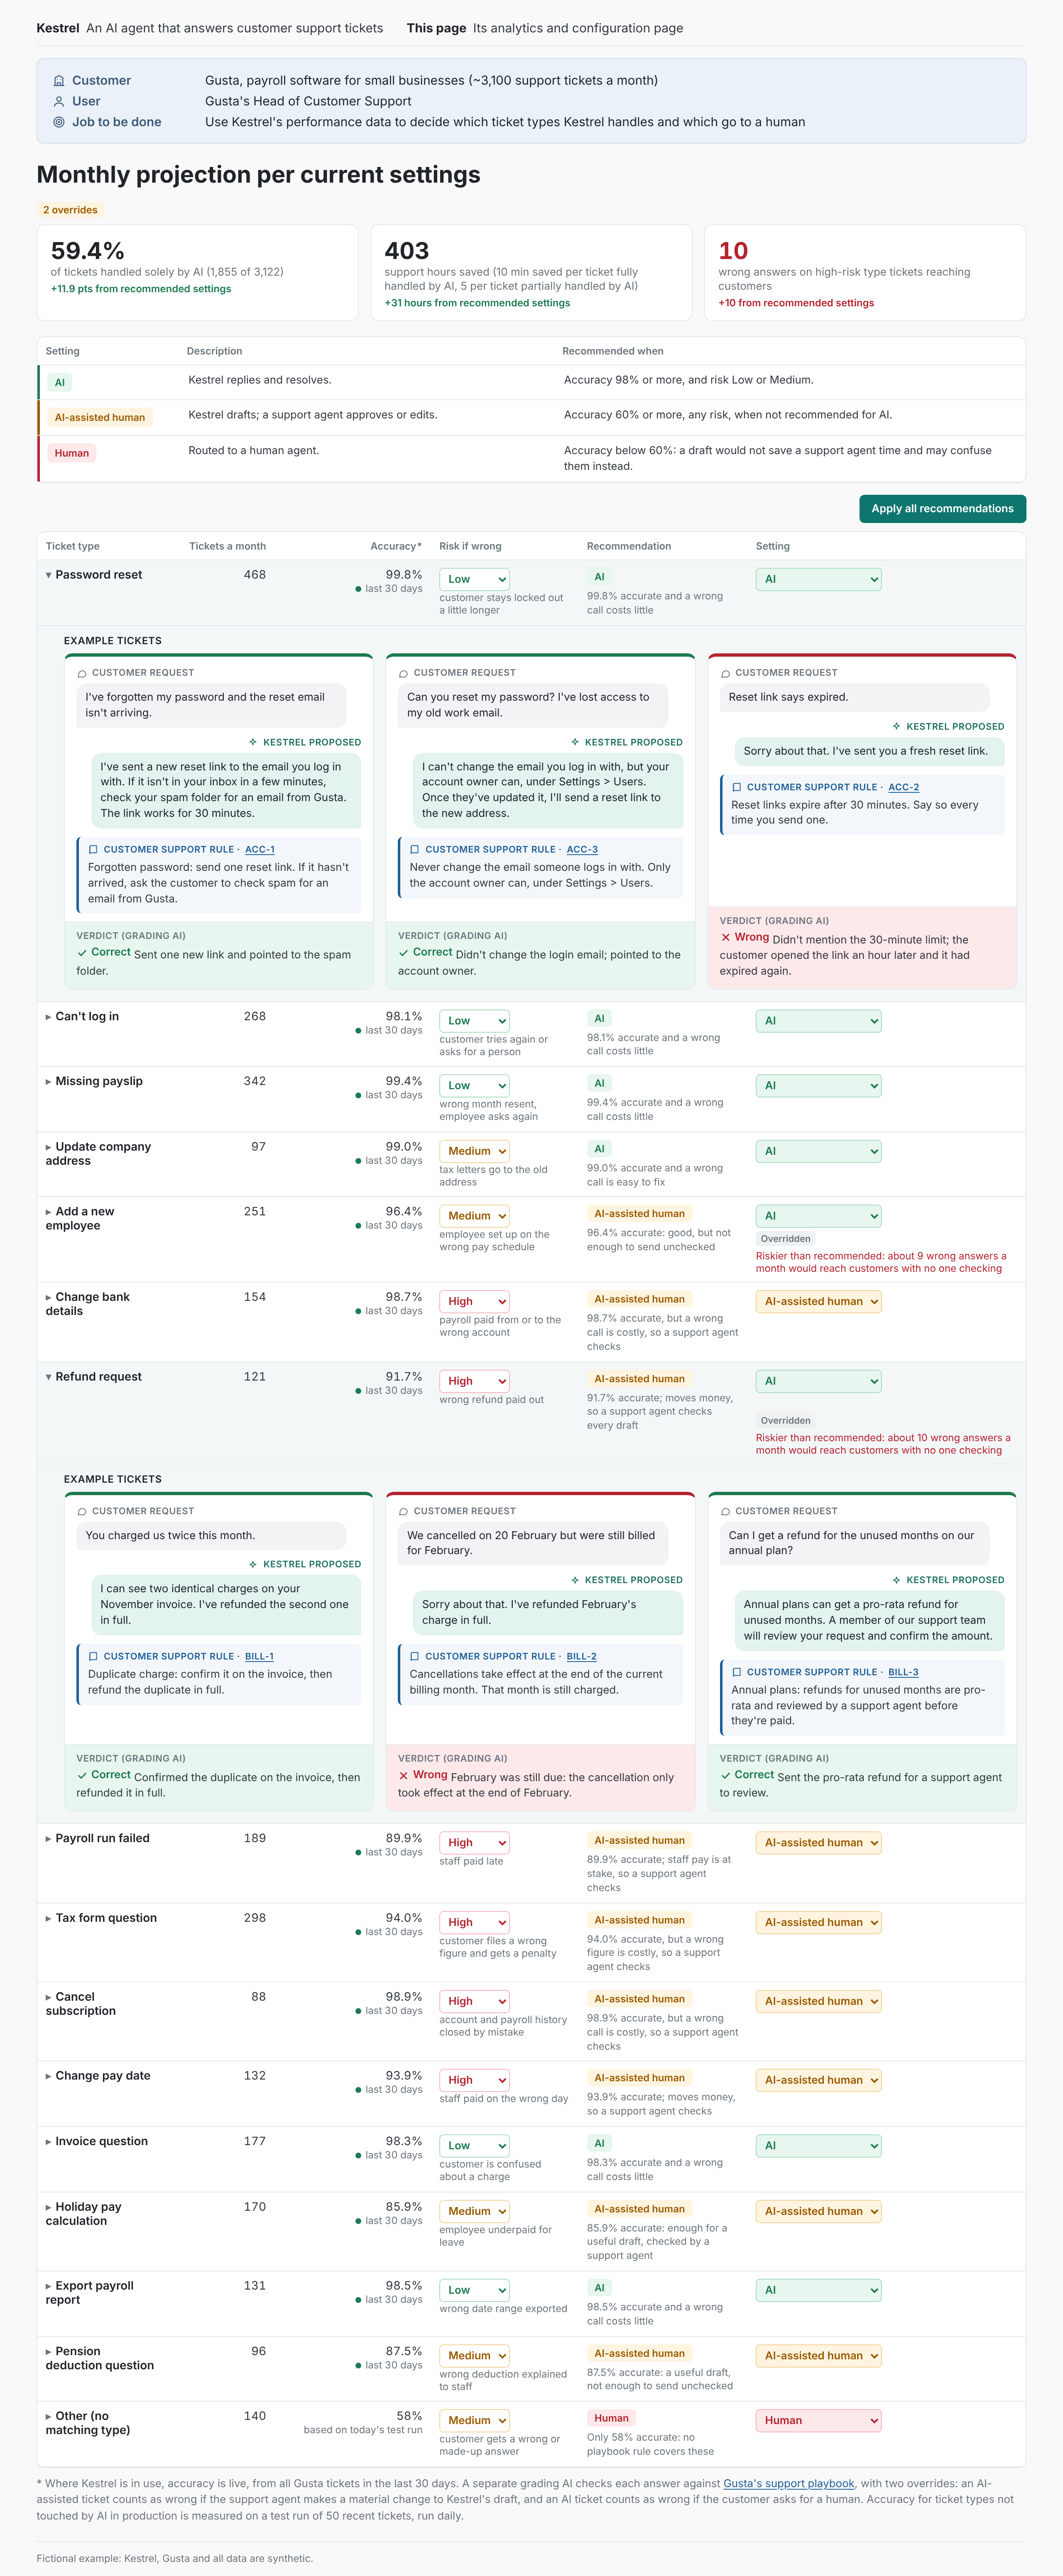 Kestrel An AI agent that answers customer support tickets This page Its analytics and configuration page
Customer Gusta, payroll software for small businesses (~3,100 support tickets a month)
User Gusta's Head of Customer Support
Job to be done Use Kestrel's performance data to decide which ticket types Kestrel handles and which go to a human
Monthly projection per current settings
2 overrides
59.4%
of tickets handled solely by AI (1,855 of 3,122)
+11.9 pts from recommended settings
403
support hours saved (10 min saved per ticket fully
handled by AI, 5 per ticket partially handled by AI)
+31 hours from recommended settings
10
wrong answers on high-risk type tickets reaching
customers
+10 from recommended settings
Setting Description Recommended when
AI Kestrel replies and resolves. Accuracy 98% or more, and risk Low or Medium.
AI-assisted human Kestrel drafts; a support agent approves or edits. Accuracy 60% or more, any risk, when not recommended for AI.
Human Routed to a human agent. Accuracy below 60%: a draft would not save a support agent time and may confuse
them instead.
Apply all recommendations
Ticket type Tickets a month Accuracy* Risk if wrong Recommendation Setting
▾ Password reset 468 99.8% Low AI AI
last 30 days customer stays locked out 99.8% accurate and a wrong
a little longer call costs little
EXAMPLE TICKETS
CUSTOMER REQUEST
I've forgotten my password and the reset email
isn't arriving.
KESTREL PROPOSED
I've sent a new reset link to the email you log in
with. If it isn't in your inbox in a few minutes,
check your spam folder for an email from Gusta.
The link works for 30 minutes.
CUSTOMER SUPPORT RULE · ACC-1
Forgotten password: send one reset link. If it hasn't
arrived, ask the customer to check spam for an
email from Gusta.
VERDICT (GRADING AI)
Correct Sent one new link and pointed to the spam
folder.
CUSTOMER REQUEST
Can you reset my password? I've lost access to
my old work email.
KESTREL PROPOSED
I can't change the email you log in with, but your
account owner can, under Settings > Users.
Once they've updated it, I'll send a reset link to
the new address.
CUSTOMER SUPPORT RULE · ACC-3
Never change the email someone logs in with. Only
the account owner can, under Settings > Users.
VERDICT (GRADING AI)
Correct Didn't change the login email; pointed to the
account owner.
CUSTOMER REQUEST
Reset link says expired.
KESTREL PROPOSED
Sorry about that. I've sent you a fresh reset link.
CUSTOMER SUPPORT RULE · ACC-2
Reset links expire after 30 minutes. Say so every
time you send one.
VERDICT (GRADING AI)
Wrong Didn't mention the 30-minute limit; the
customer opened the link an hour later and it had
expired again.
▸ Can't log in 268 98.1% Low AI AI
last 30 days customer tries again or 98.1% accurate and a wrong
asks for a person call costs little
▸ Missing payslip 342 99.4% Low AI AI
last 30 days wrong month resent, 99.4% accurate and a wrong
employee asks again call costs little
▸ Update company 97 99.0% Medium AI AI
address last 30 days tax letters go to the old 99.0% accurate and a wrong
address call is easy to fix
▸ Add a new 251 96.4% Medium AI-assisted human AI
employee last 30 days employee set up on the 96.4% accurate: good, but not Overridden
wrong pay schedule enough to send unchecked Riskier than recommended: about 9 wrong answers a
month would reach customers with no one checking
▸ Change bank 154 98.7% High AI-assisted human AI-assisted human
details last 30 days payroll paid from or to the 98.7% accurate, but a wrong
wrong account call is costly, so a support agent
checks
▾ Refund request 121 91.7% High AI-assisted human AI
last 30 days wrong refund paid out 91.7% accurate; moves money,
so a support agent checks Overridden
every draft Riskier than recommended: about 10 wrong answers a
month would reach customers with no one checking
EXAMPLE TICKETS
CUSTOMER REQUEST
You charged us twice this month.
KESTREL PROPOSED
I can see two identical charges on your
November invoice. I've refunded the second one
in full.
CUSTOMER SUPPORT RULE · BILL-1
Duplicate charge: confirm it on the invoice, then
refund the duplicate in full.
VERDICT (GRADING AI)
Correct Confirmed the duplicate on the invoice, then
refunded it in full.
CUSTOMER REQUEST
We cancelled on 20 February but were still billed
for February.
KESTREL PROPOSED
Sorry about that. I've refunded February's
charge in full.
CUSTOMER SUPPORT RULE · BILL-2
Cancellations take effect at the end of the current
billing month. That month is still charged.
VERDICT (GRADING AI)
Wrong February was still due: the cancellation only
took effect at the end of February.
CUSTOMER REQUEST
Can I get a refund for the unused months on our
annual plan?
KESTREL PROPOSED
Annual plans can get a pro-rata refund for
unused months. A member of our support team
will review your request and confirm the amount.
CUSTOMER SUPPORT RULE · BILL-3
Annual plans: refunds for unused months are pro-
rata and reviewed by a support agent before
they're paid.
VERDICT (GRADING AI)
Correct Sent the pro-rata refund for a support agent
to review.
▸ Payroll run failed 189 89.9% High AI-assisted human AI-assisted human
last 30 days staff paid late 89.9% accurate; staff pay is at
stake, so a support agent
checks
▸ Tax form question 298 94.0% High AI-assisted human AI-assisted human
last 30 days customer files a wrong 94.0% accurate, but a wrong
figure and gets a penalty figure is costly, so a support
agent checks
▸ Cancel 88 98.9% High AI-assisted human AI-assisted human
subscription last 30 days account and payroll history 98.9% accurate, but a wrong
closed by mistake call is costly, so a support agent
checks
▸ Change pay date 132 93.9% High AI-assisted human AI-assisted human
last 30 days staff paid on the wrong day 93.9% accurate; moves money,
so a support agent checks
▸ Invoice question 177 98.3% Low AI AI
last 30 days customer is confused 98.3% accurate and a wrong
about a charge call costs little
▸ Holiday pay 170 85.9% Medium AI-assisted human AI-assisted human
calculation last 30 days employee underpaid for 85.9% accurate: enough for a
leave useful draft, checked by a
support agent
▸ Export payroll 131 98.5% Low AI AI
report last 30 days wrong date range exported 98.5% accurate and a wrong
call costs little
▸ Pension 96 87.5% Medium AI-assisted human AI-assisted human
deduction question last 30 days wrong deduction explained 87.5% accurate: a useful draft,
to staff not enough to send unchecked
▸ Other (no 140 58% Medium Human Human
matching type) based on today's test run customer gets a wrong or Only 58% accurate: no
made-up answer playbook rule covers these
* Where Kestrel is in use, accuracy is live, from all Gusta tickets in the last 30 days. A separate grading AI checks each answer against Gusta's support playbook, with two overrides: an AI-
assisted ticket counts as wrong if the support agent makes a material change to Kestrel's draft, and an AI ticket counts as wrong if the customer asks for a human. Accuracy for ticket types not
touched by AI in production is measured on a test run of 50 recent tickets, run daily.
Fictional example: Kestrel, Gusta and all data are synthetic.